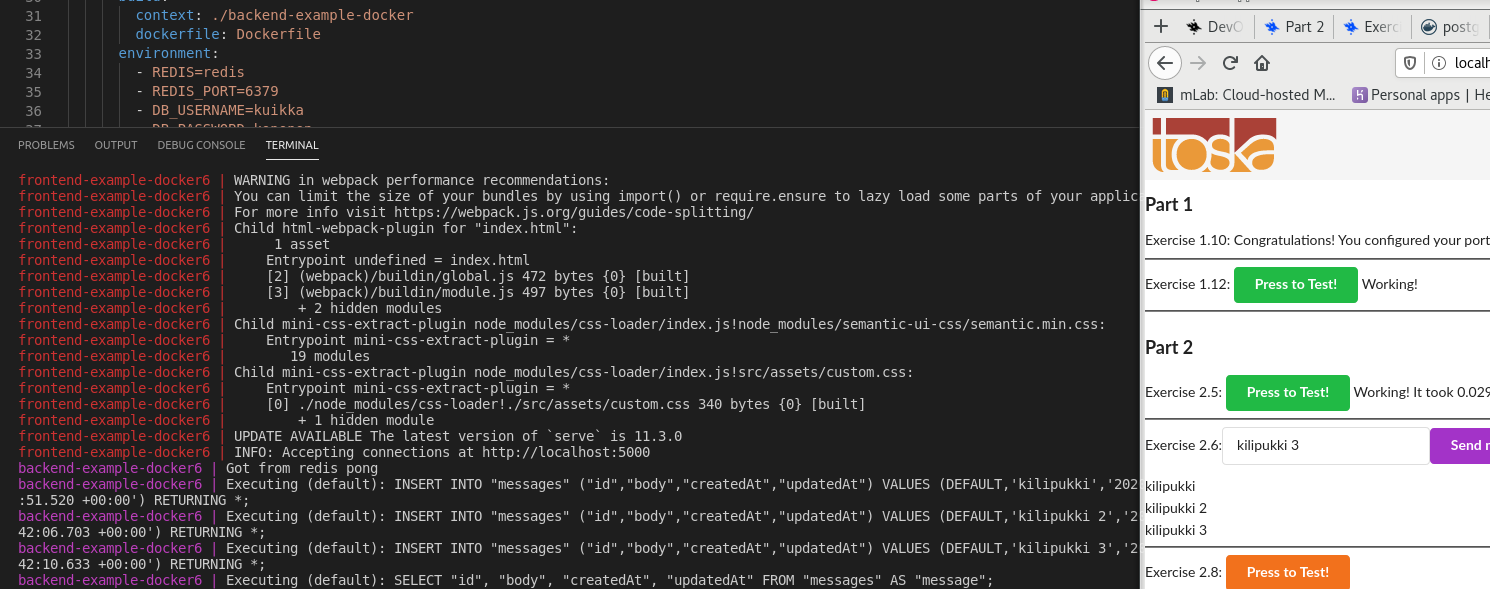 31 context: ./backend-example-docker
32 dockerfile: Dockerfile
33 environment:
34 - REDIS=redis
35 - REDIS_PORT=6379
36 - DB_USERNAME=kuikka
PROBLEMS OUTPUT DEBUG CONSOLE TERMINAL
frontend-example-docker6 | WARNING in webpack performance recommendations:
frontend-example-docker6 | You can limit the size of your bundles by using import() or require.ensure to lazy load some parts of your applic
frontend-example-docker6 | For more info visit https://webpack.js.org/guides/code-splitting/
frontend-example-docker6 | Child html-webpack-plugin for "index.html":
frontend-example-docker6 | 1 asset
frontend-example-docker6 | Entrypoint undefined = index.html
frontend-example-docker6 | [2] (webpack)/buildin/global.js 472 bytes {0} [built]
frontend-example-docker6 | [3] (webpack)/buildin/module.js 497 bytes {0} [built]
frontend-example-docker6 | + 2 hidden modules
frontend-example-docker6 | Child mini-css-extract-plugin node_modules/css-loader/index.js!node_modules/semantic-ui-css/semantic.min.css:
frontend-example-docker6 | Entrypoint mini-css-extract-plugin = *
frontend-example-docker6 | 19 modules
frontend-example-docker6 | Child mini-css-extract-plugin node_modules/css-loader/index.js!src/assets/custom.css:
frontend-example-docker6 | Entrypoint mini-css-extract-plugin = *
frontend-example-docker6 | [0] ./node_modules/css-loader!./src/assets/custom.css 340 bytes {0} [built]
frontend-example-docker6 | + 1 hidden module
frontend-example-docker6 | UPDATE AVAILABLE The latest version of `serve` is 11.3.0
frontend-example-docker6 | INFO: Accepting connections at http://localhost:5000
backend-example-docker6 | Got from redis pong
backend-example-docker6 | Executing (default): INSERT INTO "messages" ("id","body","createdAt","updatedAt") VALUES (DEFAULT,'kilipukki','202
:51.520 +00:00') RETURNING *;
backend-example-docker6 | Executing (default): INSERT INTO "messages" ("id","body","createdAt","updatedAt") VALUES (DEFAULT,'kilipukki 2','2
42:06.703 +00:00') RETURNING *;
backend-example-docker6 | Executing (default): INSERT INTO "messages" ("id","body","createdAt","updatedAt") VALUES (DEFAULT,'kilipukki 3','2
42:10.633 +00:00') RETURNING *;
backend-example-docker6 | Executing (default): SELECT "id", "body", "createdAt", "updatedAt" FROM "messages" AS "message";
DevO Part 2 Exerc postg
localh
mLab: Cloud-hosted M... Personal apps | He
toska
Part 1
Exercise 1.10: Congratulations! You configured your port
Exercise 1.12: Press to Test! Working!
Part 2
Exercise 2.5: Press to Test! Working! It took 0.029
Exercise 2.6: kilipukki 3 Send m
kilipukki
kilipukki 2
kilipukki 3
Exercise 2.8: Press to Test!